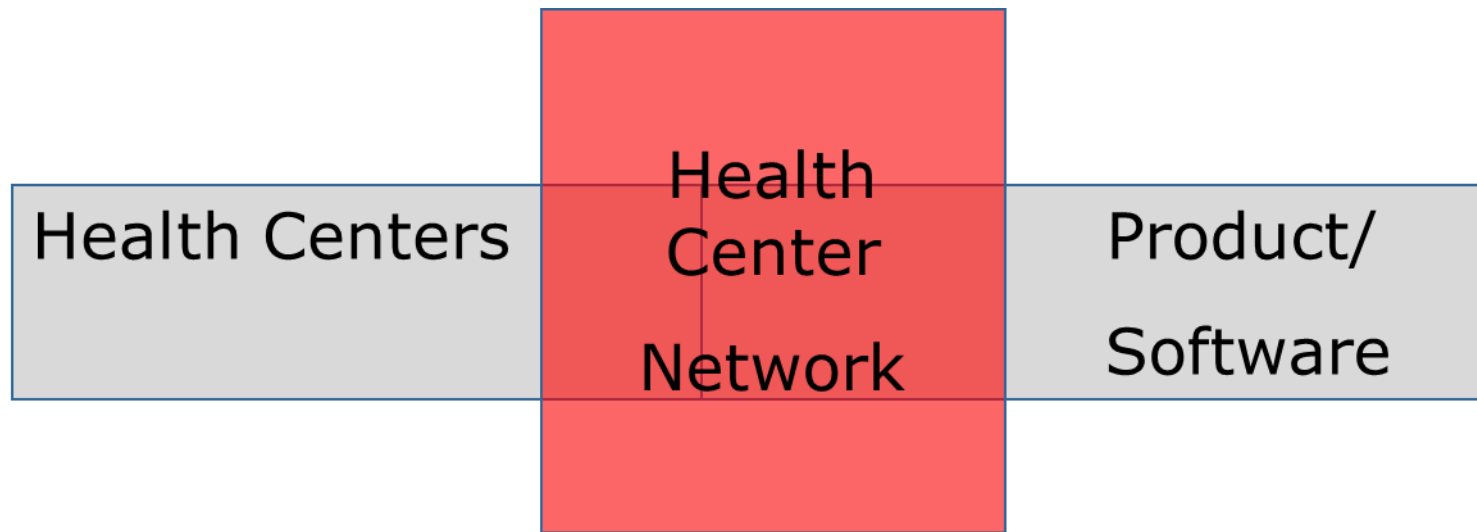 Health Centers
Health
Center
Network
Product/
Software